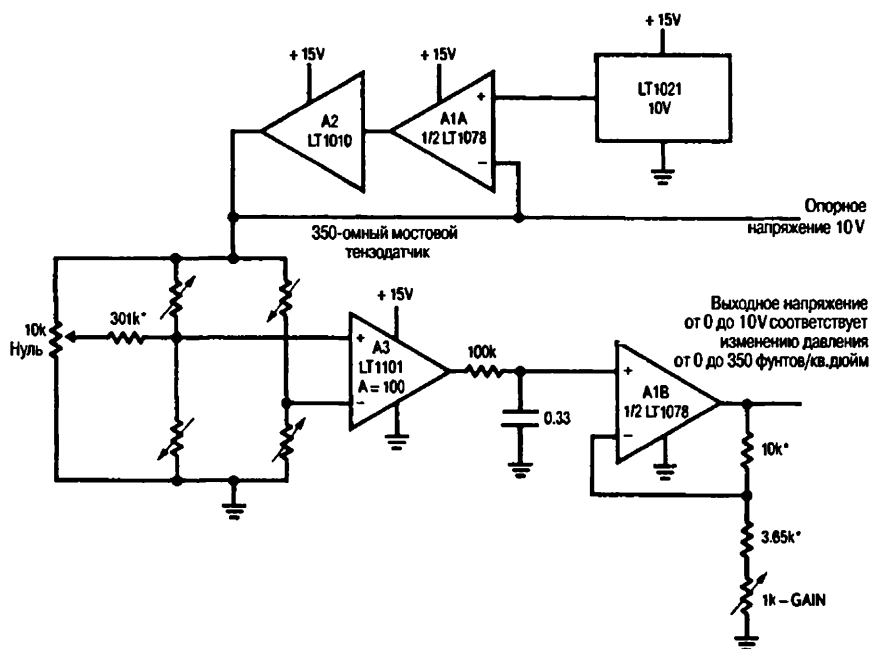 + 15V
+ 15V
+ 15V
A2
LT1010
A1A
1/2 LT1078
+
−
LT1021
10V
Опорное
напряжение 10 V
350-омный мостовой
тензодатчик
10k
Нуль
301k*
+ 15V
+
−
A3
LT1101
A = 100
100k
0.33
Выходное напряжение
от 0 до 10V соответствует
изменению давления
от 0 до 350 фунтов/кв.дюйм
+
−
A1B
1/2 LT1078
10k*
3.65k*
1k – GAIN